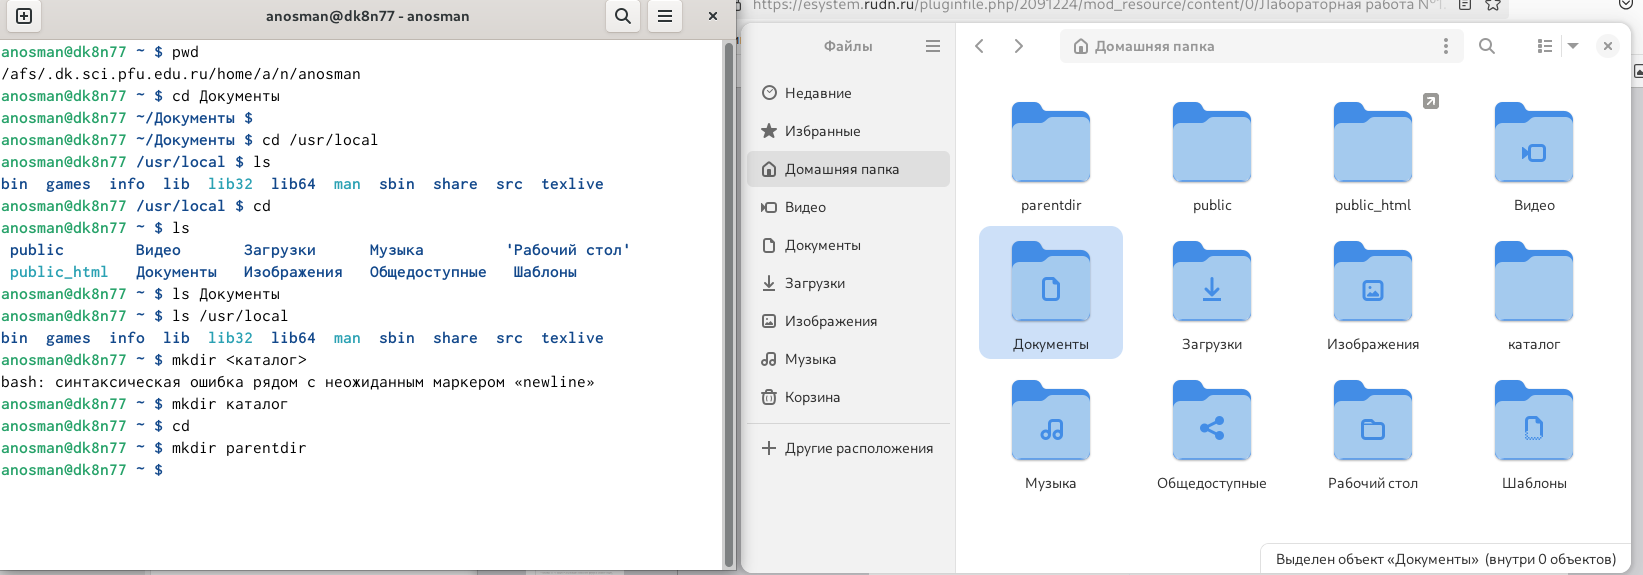 anosman@dk8n77 - anosman
anosman@dk8n77 ~ $ pwd
/afs/.dk.sci.pfu.edu.ru/home/a/n/anosman
anosman@dk8n77 ~ $ cd Документы
anosman@dk8n77 ~/Документы $
anosman@dk8n77 ~/Документы $ cd /usr/local
anosman@dk8n77 /usr/local $ ls
bin games info lib lib32 lib64 man sbin share src texlive
anosman@dk8n77 /usr/local $ cd
anosman@dk8n77 ~ $ ls
public Видео Загрузки Музыка 'Рабочий стол'
public_html Документы Изображения Общедоступные Шаблоны
anosman@dk8n77 ~ $ ls Документы
anosman@dk8n77 ~ $ ls /usr/local
bin games info lib lib32 lib64 man sbin share src texlive
anosman@dk8n77 ~ $ mkdir <каталог>
bash: синтаксическая ошибка рядом с неожиданным маркером «newline»
anosman@dk8n77 ~ $ mkdir каталог
anosman@dk8n77 ~ $ cd
anosman@dk8n77 ~ $ mkdir parentdir
anosman@dk8n77 ~ $
https://esystem.rudn.ru/pluginfile.php/2091224/mod_resource/content/0/Лабораторная работа №1.
Файлы
Недавние
Избранные
Домашняя папка
Видео
Документы
Загрузки
Изображения
Музыка
Корзина
Другие расположения
Домашняя папка
parentdir public public_html Видео
Документы Загрузки Изображения каталог
Музыка Общедоступные Рабочий стол Шаблоны
Выделен объект «Документы» (внутри 0 объектов)